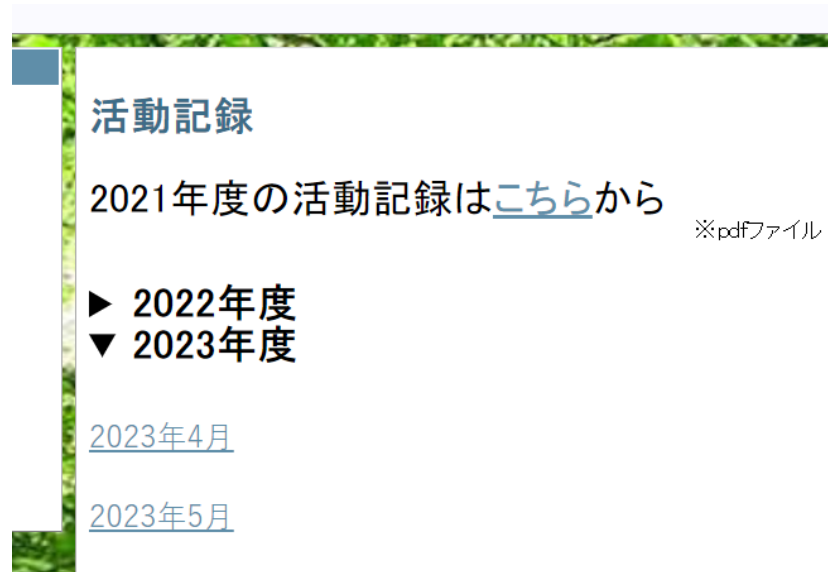 活動記録
2021年度の活動記録はこちらから ※pdfファイル
▶ 2022年度
▼ 2023年度
2023年4月
2023年5月